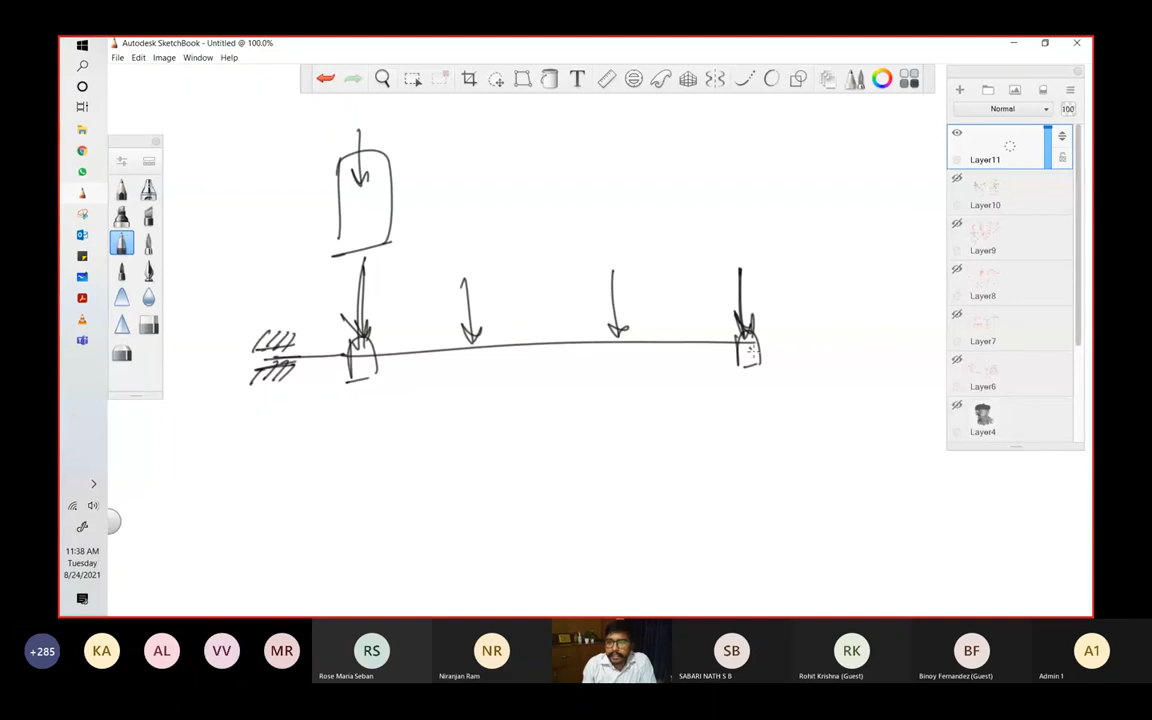 Autodesk SketchBook - Untitled @ 100.0%
File Edit Image Window Help
Normal
100
Layer11
Layer10
Layer9
Layer8
Layer7
Layer6
Layer4
11:38 AM
Tuesday
8/24/2021
+285
KA
AL
VV
MR
RS
Rose Maria Seban
NR
Niranjan Ram
SB
SABARI NATH S B
RK
Rohit Krishna (Guest)
BF
Binoy Fernandez (Guest)
A1
Admin 1